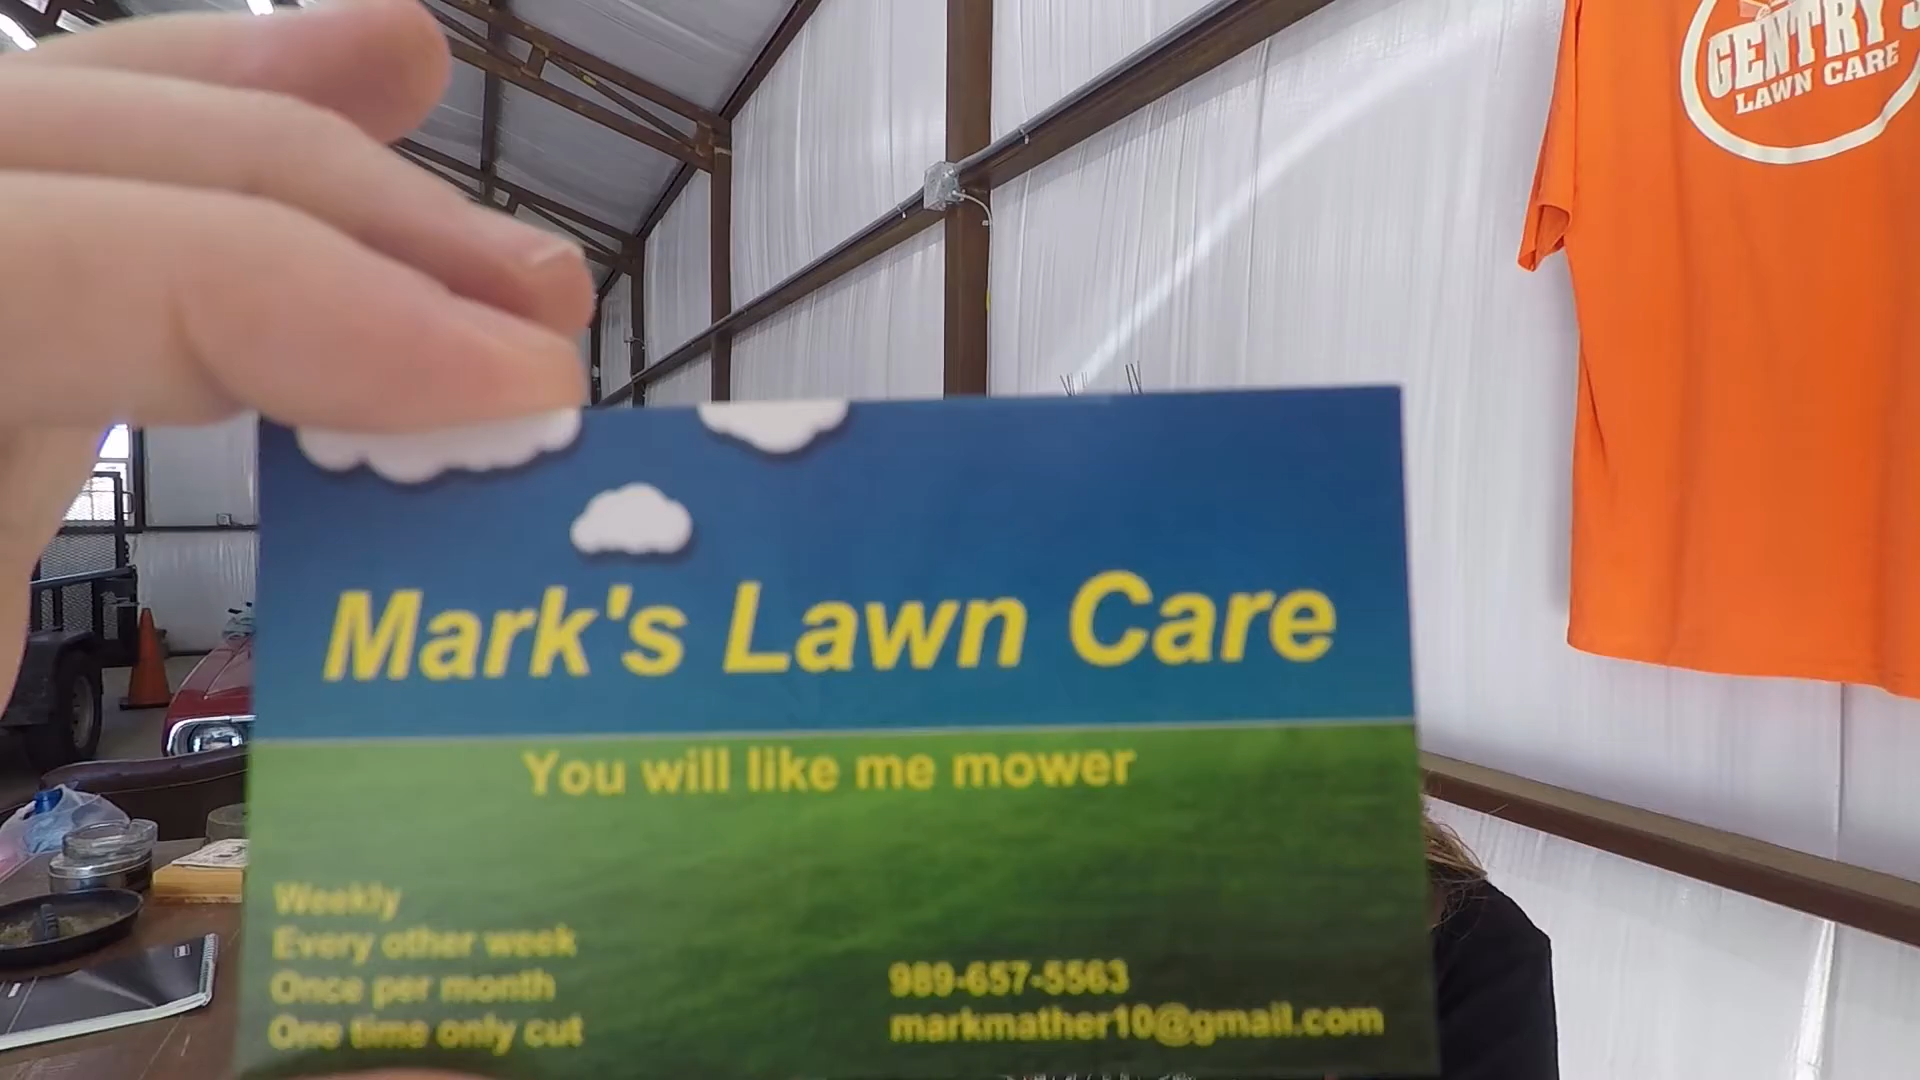 GENTRY'S
LAWN CARE
Mark's Lawn Care
You will like me mower
Weekly
Every other week
Once per month
One time only cut
989-657-5563
markmather10@gmail.com